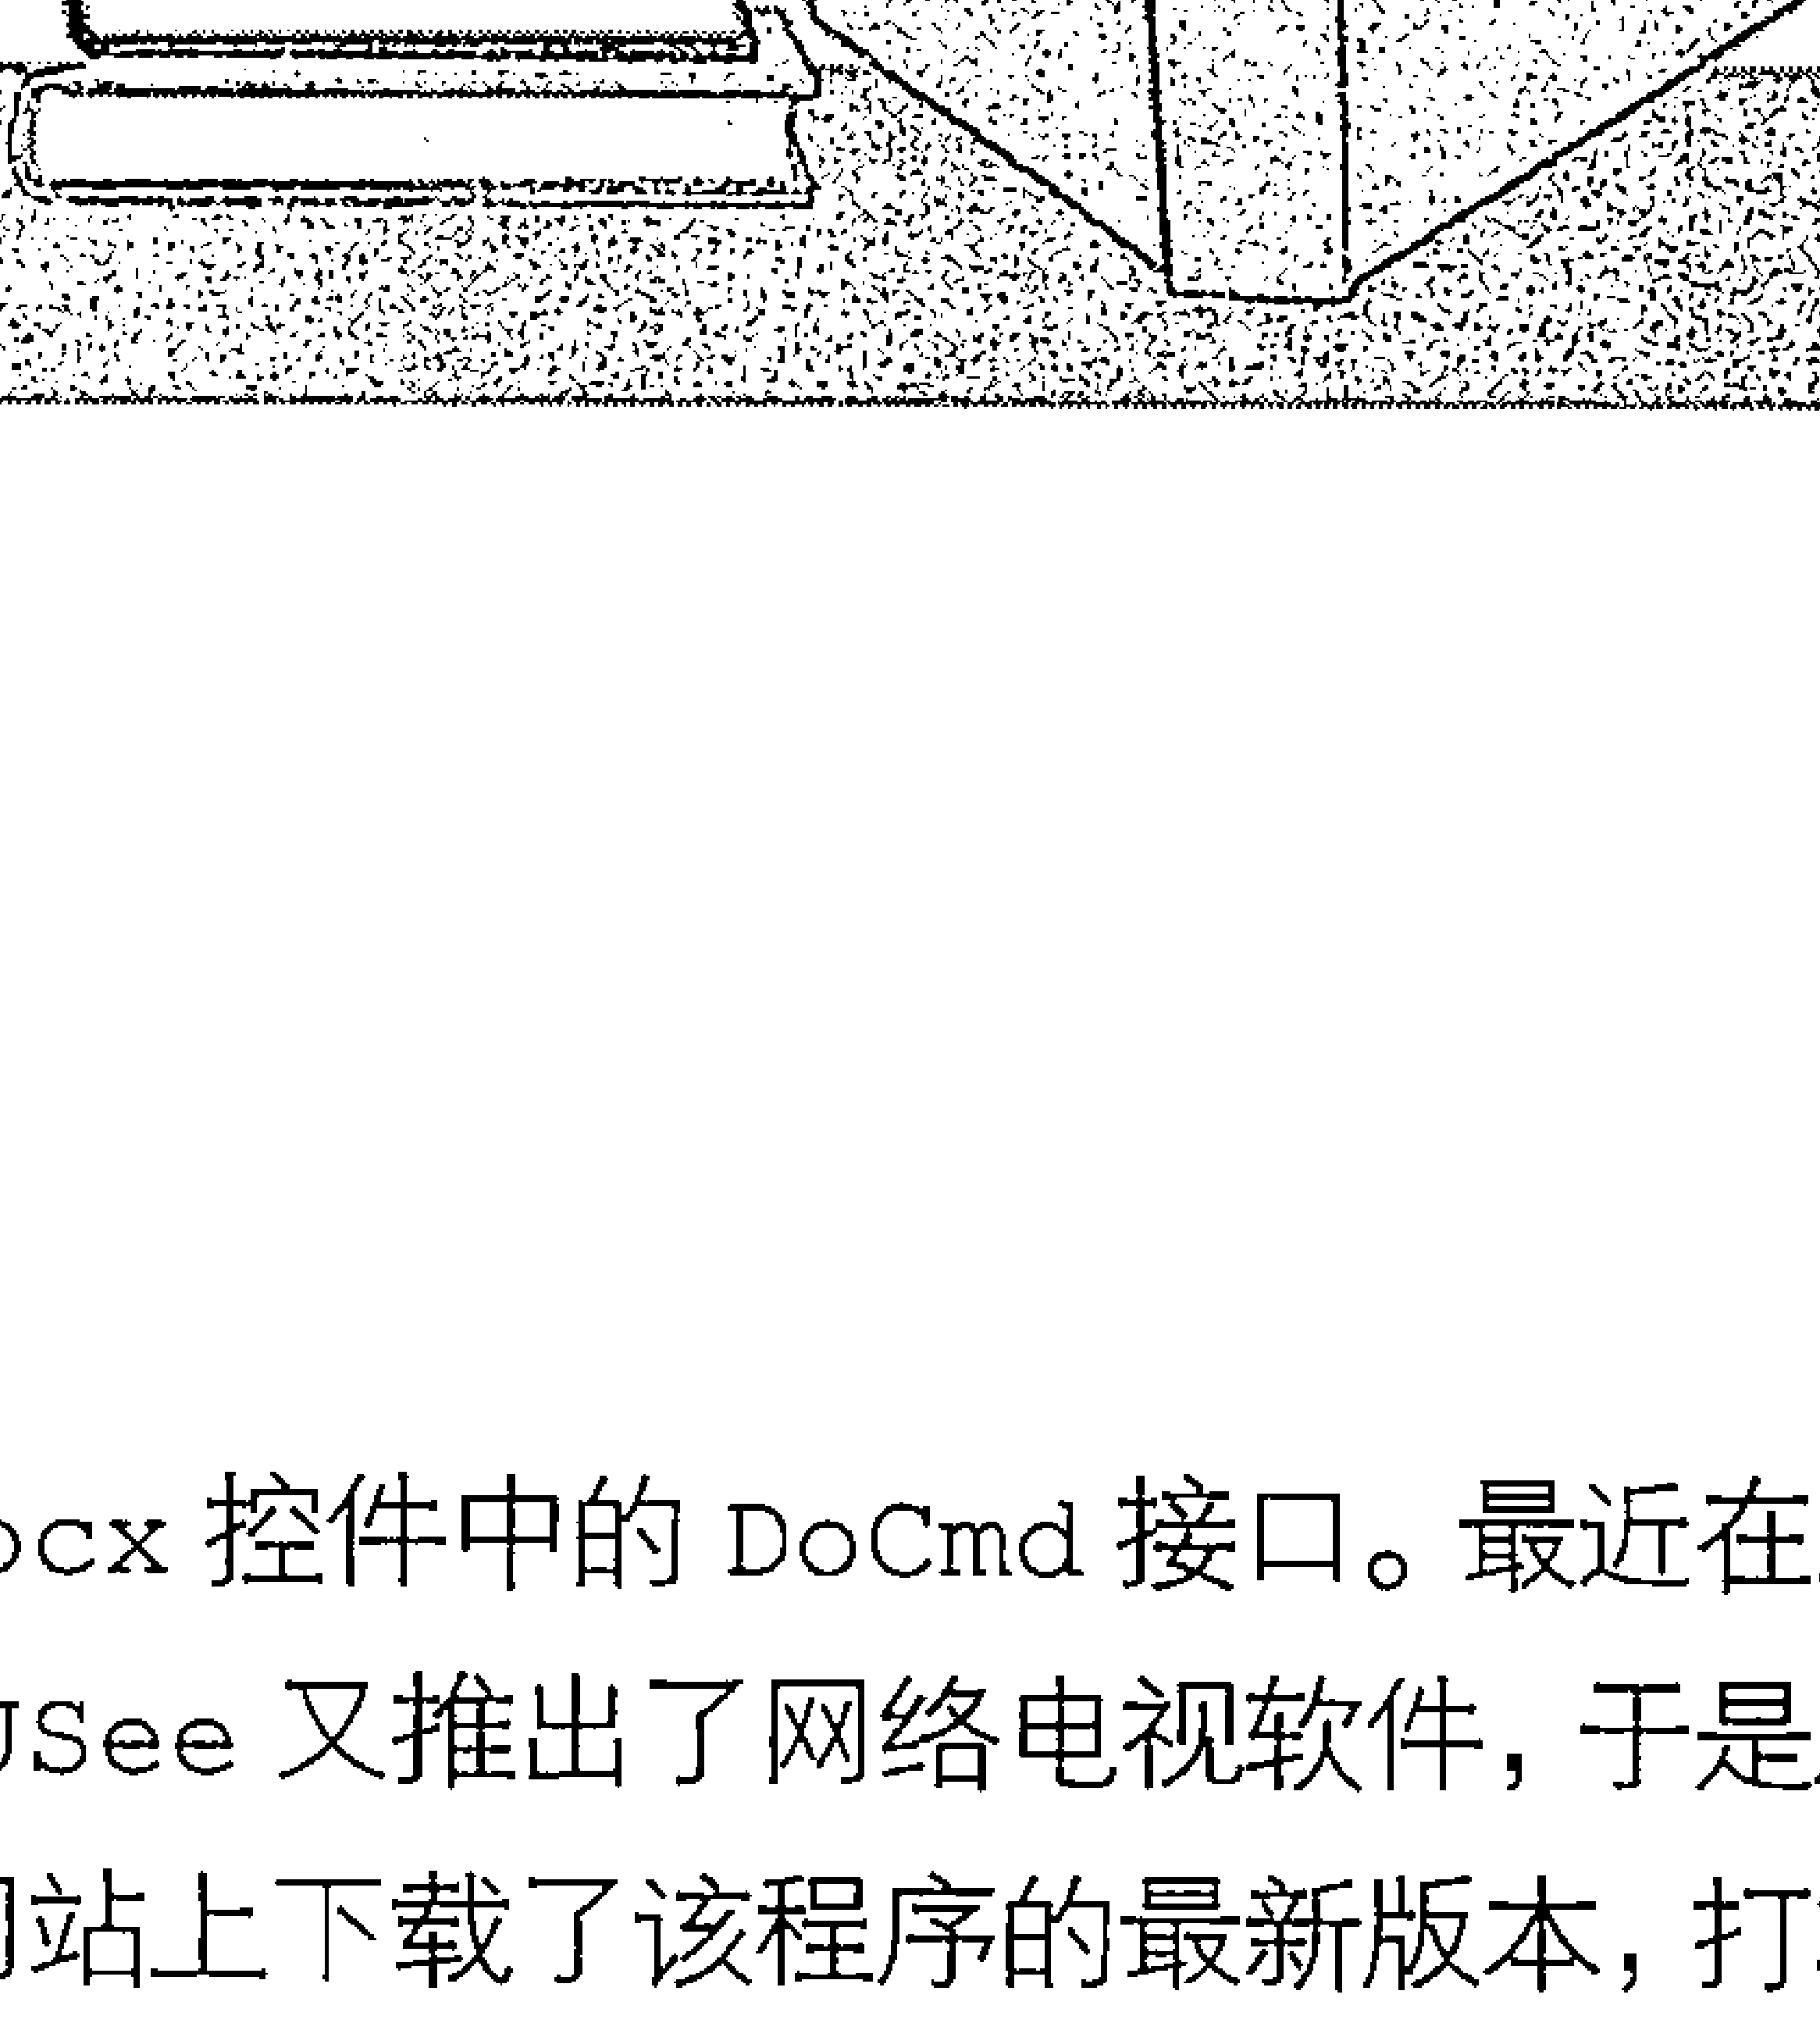 ocx 控件中的 DoCmd 接口。最近在
USee 又推出了网络电视软件，于是
网站上下载了该程序的最新版本，打